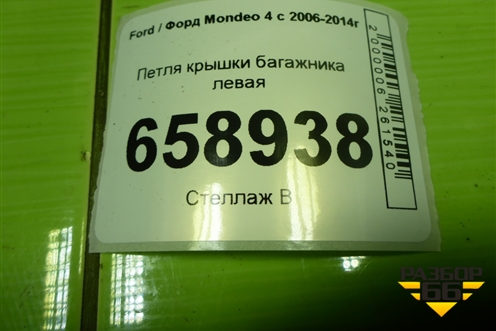 Ford / Форд Mondeo 4 с 2006-2014г
Петля крышки багажника
левая
658938
Стеллаж В
2000006261540
РАЗБОР
66